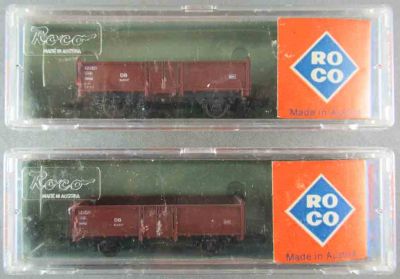 Roco
MADE IN AUSTRIA
DB
RO
CO
Made in Austria
Roco
MADE IN AUSTRIA
DB
RO
CO
Made in Austria